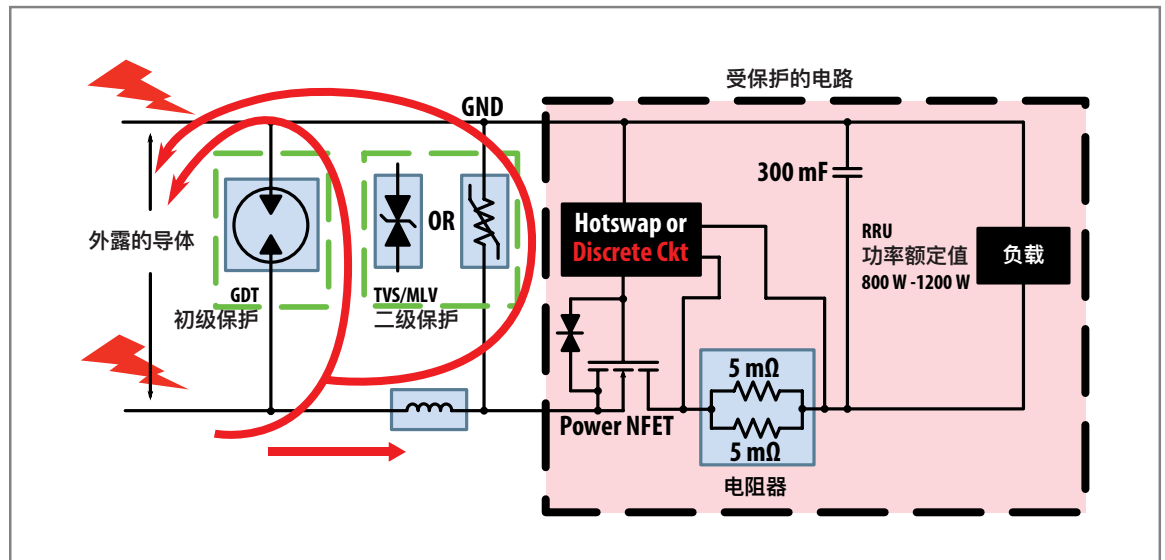 受保护的电路
GND
300 mF
外露的导体
OR
Hotswap or
Discrete Ckt
RRU
功率额定值
800 W -1200 W
负载
GDT
初级保护
TVS/MLV
二级保护
5 mΩ
Power NFET
5 mΩ
电阻器